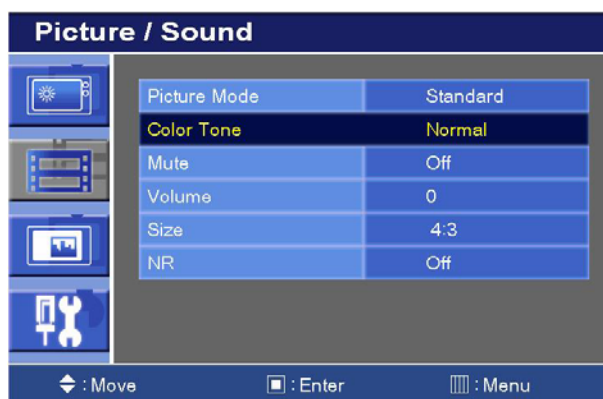 Picture / Sound
Picture Mode Standard
Color Tone Normal
Mute Off
Volume 0
Size 4:3
NR Off
: Move : Enter : Menu